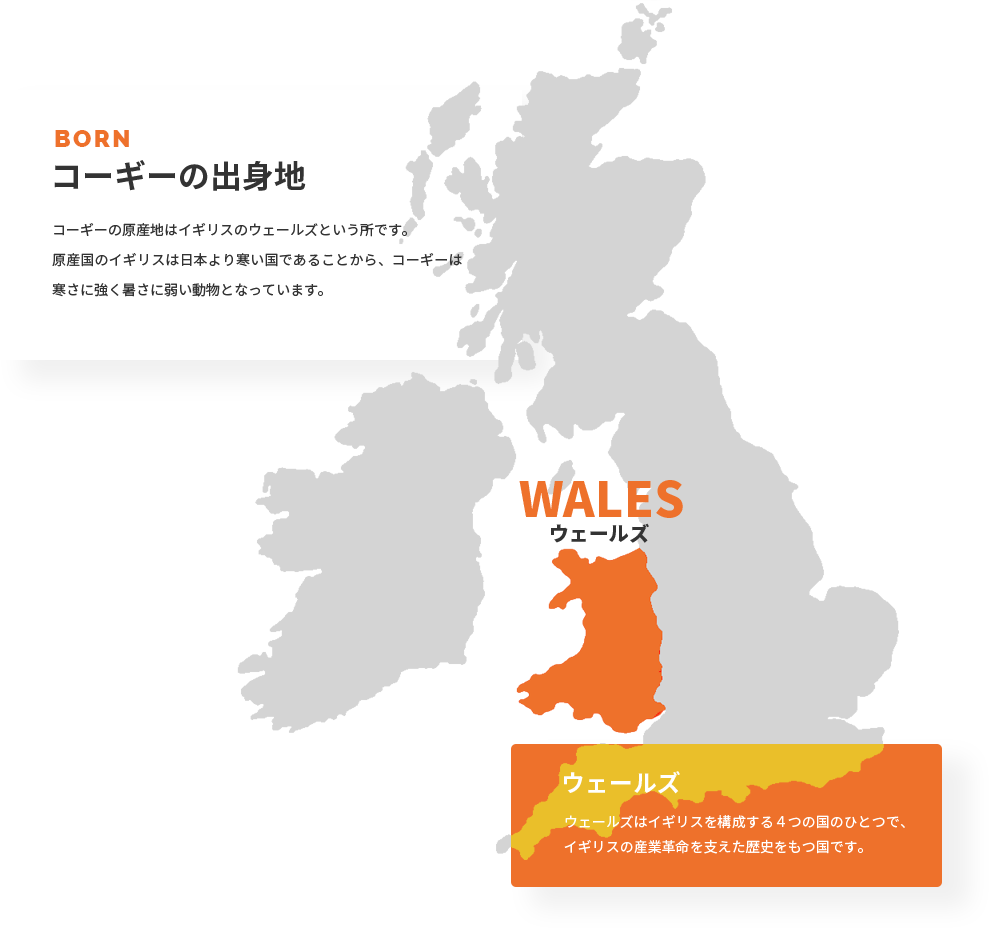 BORN
コーギーの出身地
コーギーの原産地はイギリスのウェールズという所です。
原産国のイギリスは日本より寒い国であることから、コーギーは
寒さに強く暑さに弱い動物となっています。
WALES
ウェールズ
ウェールズ
ウェールズはイギリスを構成する４つの国のひとつで、
イギリスの産業革命を支えた歴史をもつ国です。